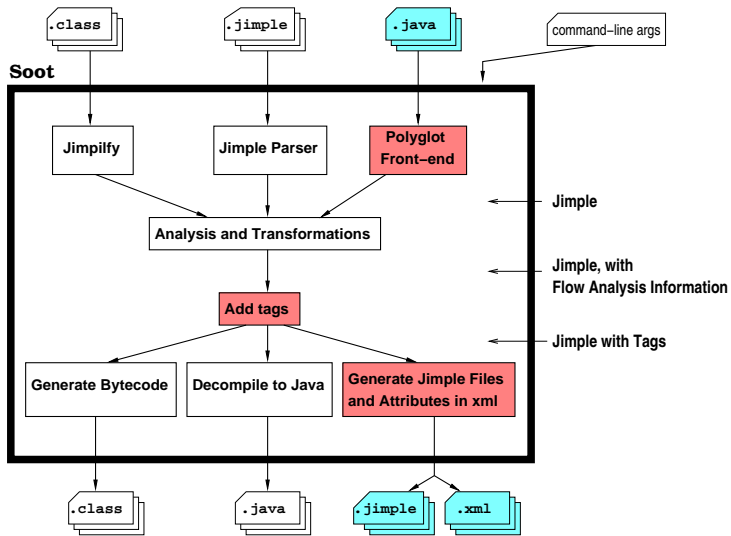 .class
.jimple
.java
command-line args
Soot
Jimpilfy
Jimple Parser
Polyglot
Front-end
Jimple
Analysis and Transformations
Jimple, with
Flow Analysis Information
Add tags
Jimple with Tags
Generate Bytecode
Decompile to Java
Generate Jimple Files
and Attributes in xml
.class
.java
.jimple
.xml